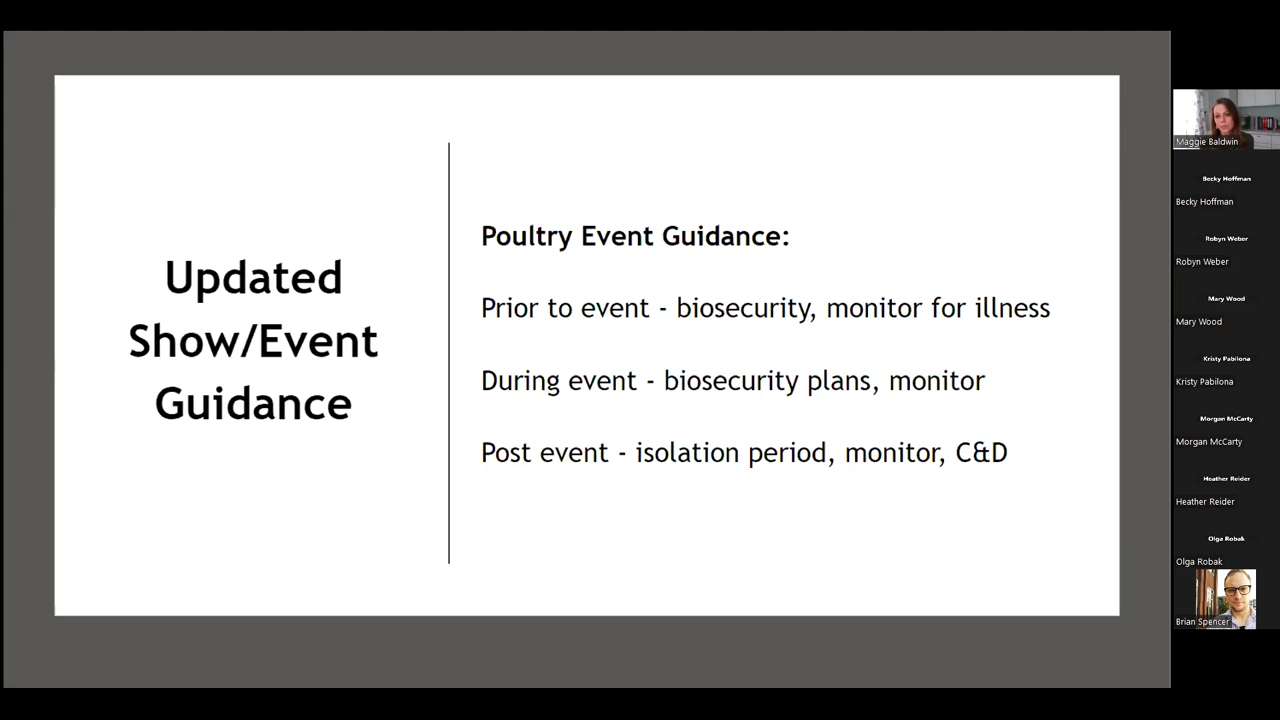 Updated
Show/Event
Guidance
Poultry Event Guidance:
Prior to event - biosecurity, monitor for illness
During event - biosecurity plans, monitor
Post event - isolation period, monitor, C&D
Maggie Baldwin
Becky Hoffman
Becky Hoffman
Robyn Weber
Robyn Weber
Mary Wood
Mary Wood
Kristy Pabilona
Kristy Pabilona
Morgan McCarty
Morgan McCarty
Heather Reider
Heather Reider
Olga Robak
Olga Robak
Brian Spencer